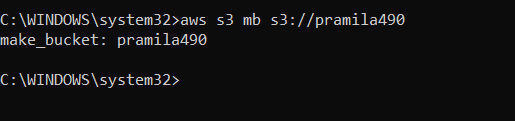 C:\WINDOWS\system32>aws s3 mb s3://pramila490
make_bucket: pramila490
C:\WINDOWS\system32>